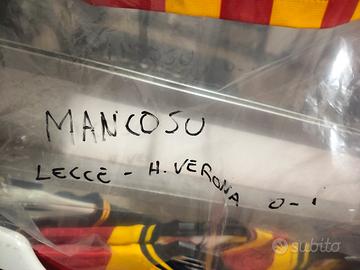 MANCOSU
LECCE - H. VERONA 0-1
subito